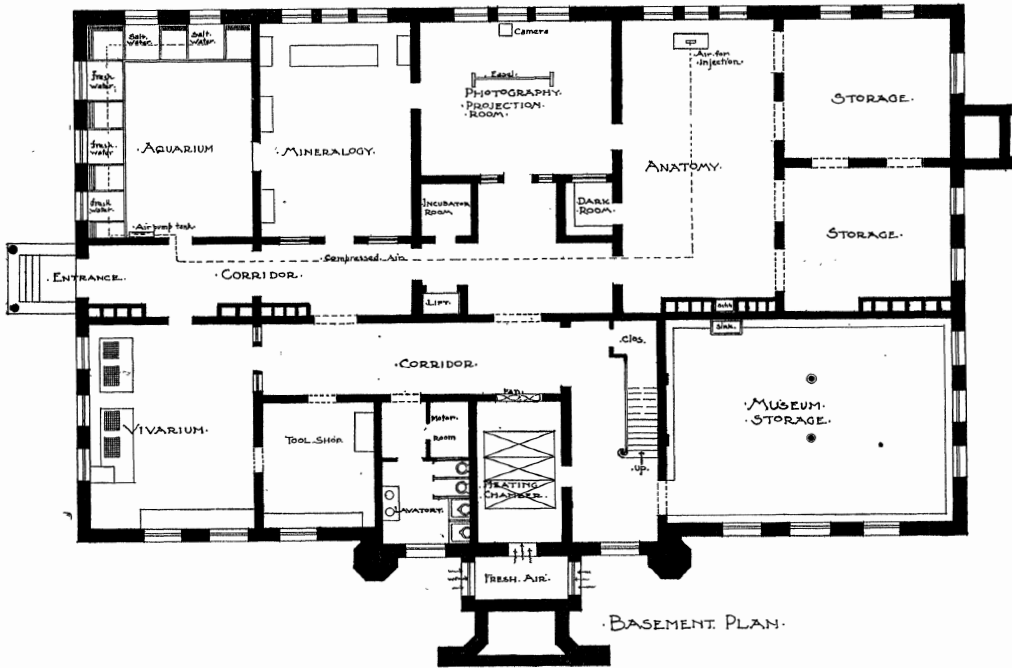 Salt.
Water.
Salt.
Water.
Camera
Air for
Injection.
Fresh
Water.
Easel.
PHOTOGRAPHY.
PROJECTION.
ROOM.
STORAGE.
Fresh.
Water
AQUARIUM
MINERALOGY.
ANATOMY.
Fresh
Water.
INCUBATOR
ROOM
DARK
ROOM.
Air pump tank
STORAGE.
Compressed Air
ENTRANCE.
CORRIDOR.
LIFT.
Sink.
Clos.
CORRIDOR.
Fan.
MUSEUM.
STORAGE.
VIVARIUM.
TOOL SHOP.
Motor.
Room
Up.
HEATING
CHAMBER.
LAVATORY.
FRESH. AIR.
BASEMENT. PLAN.